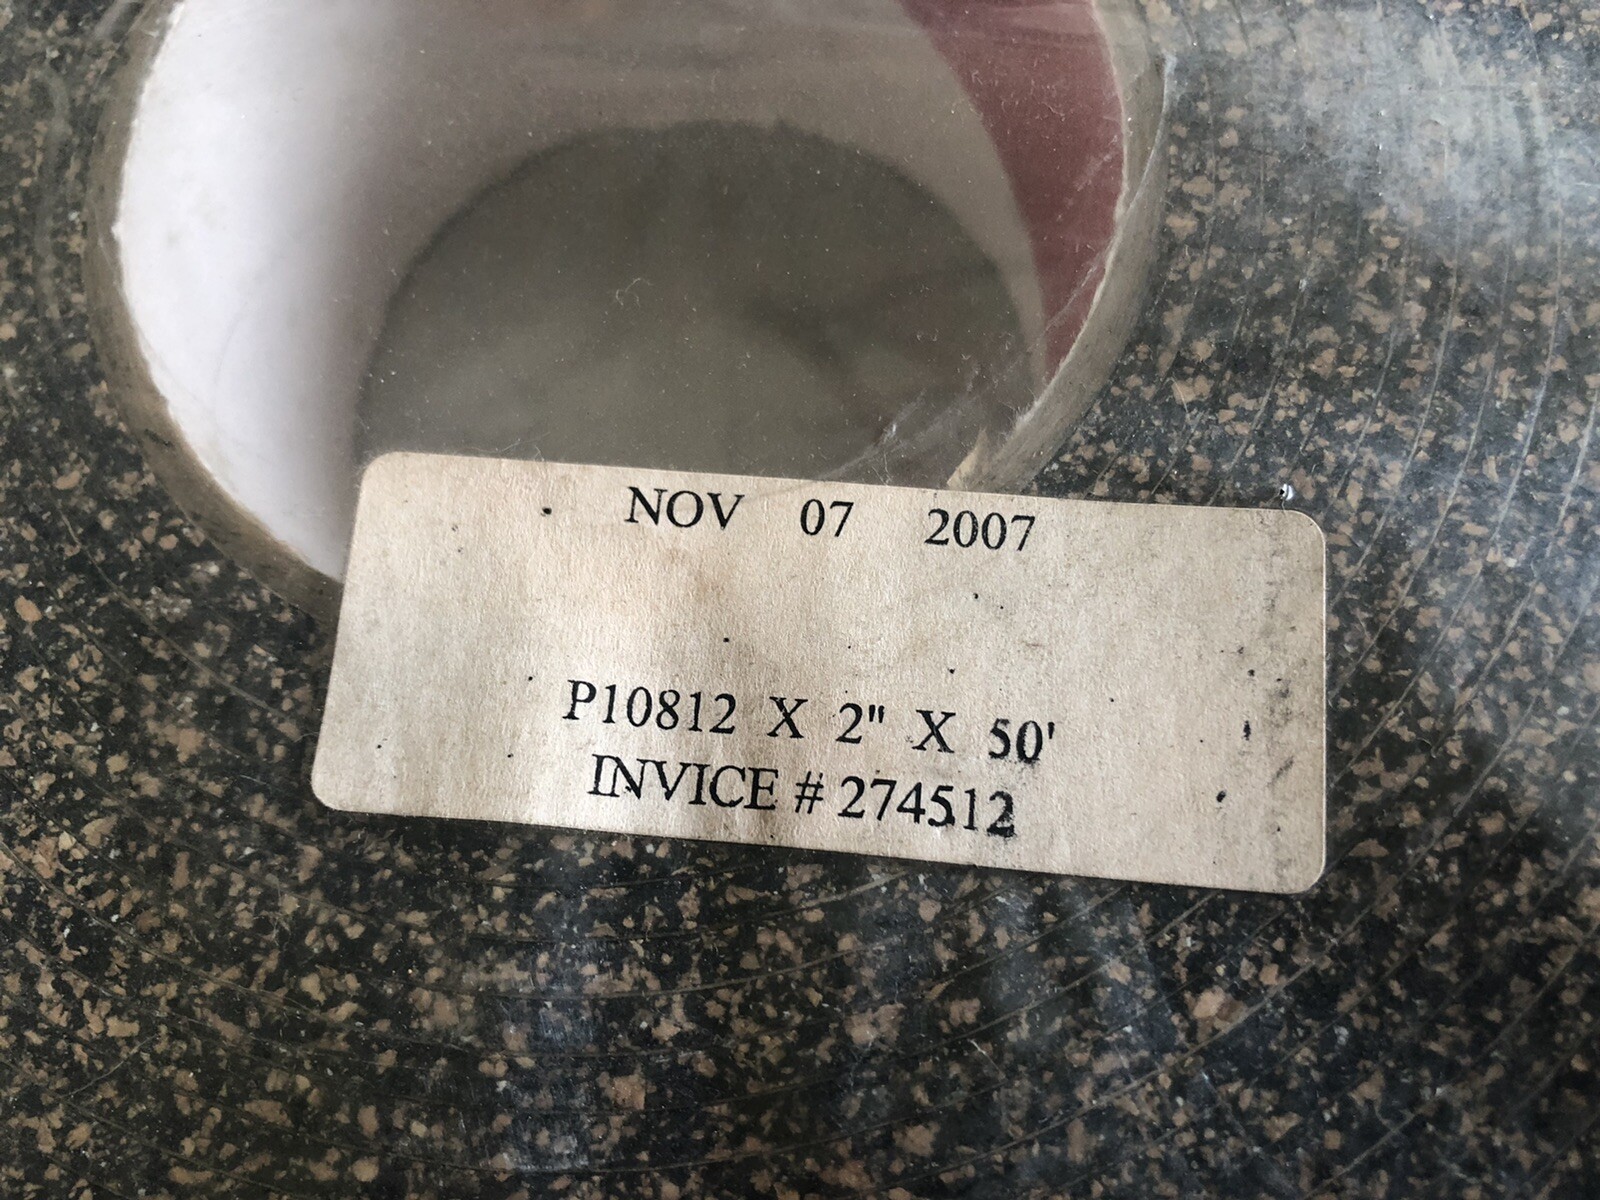 NOV 07 2007
P10812 X 2" X 50'
INVICE # 274512